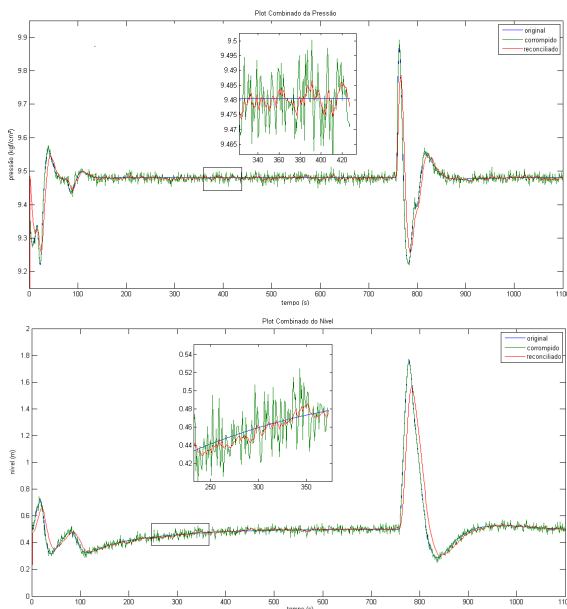 Plot Combinado da Pressão
original
corrompido
reconciliado
9.9
9.8
9.7
9.6
9.5
9.4
9.3
9.2
pressão (kgf/cm²)
9.5
9.495
9.49
9.485
9.48
9.475
9.47
9.465
340 360 380 400 420
0 100 200 300 400 500 600 700 800 900 1000 1100
tempo (s)
Plot Combinado do Nível
original
corrompido
reconciliado
2
1.8
1.6
1.4
1.2
1
0.8
0.6
0.4
0.2
0
nível (m)
0.54
0.52
0.5
0.48
0.46
0.44
0.42
250 300 350
0 100 200 300 400 500 600 700 800 900 1000 1100
tempo (s)